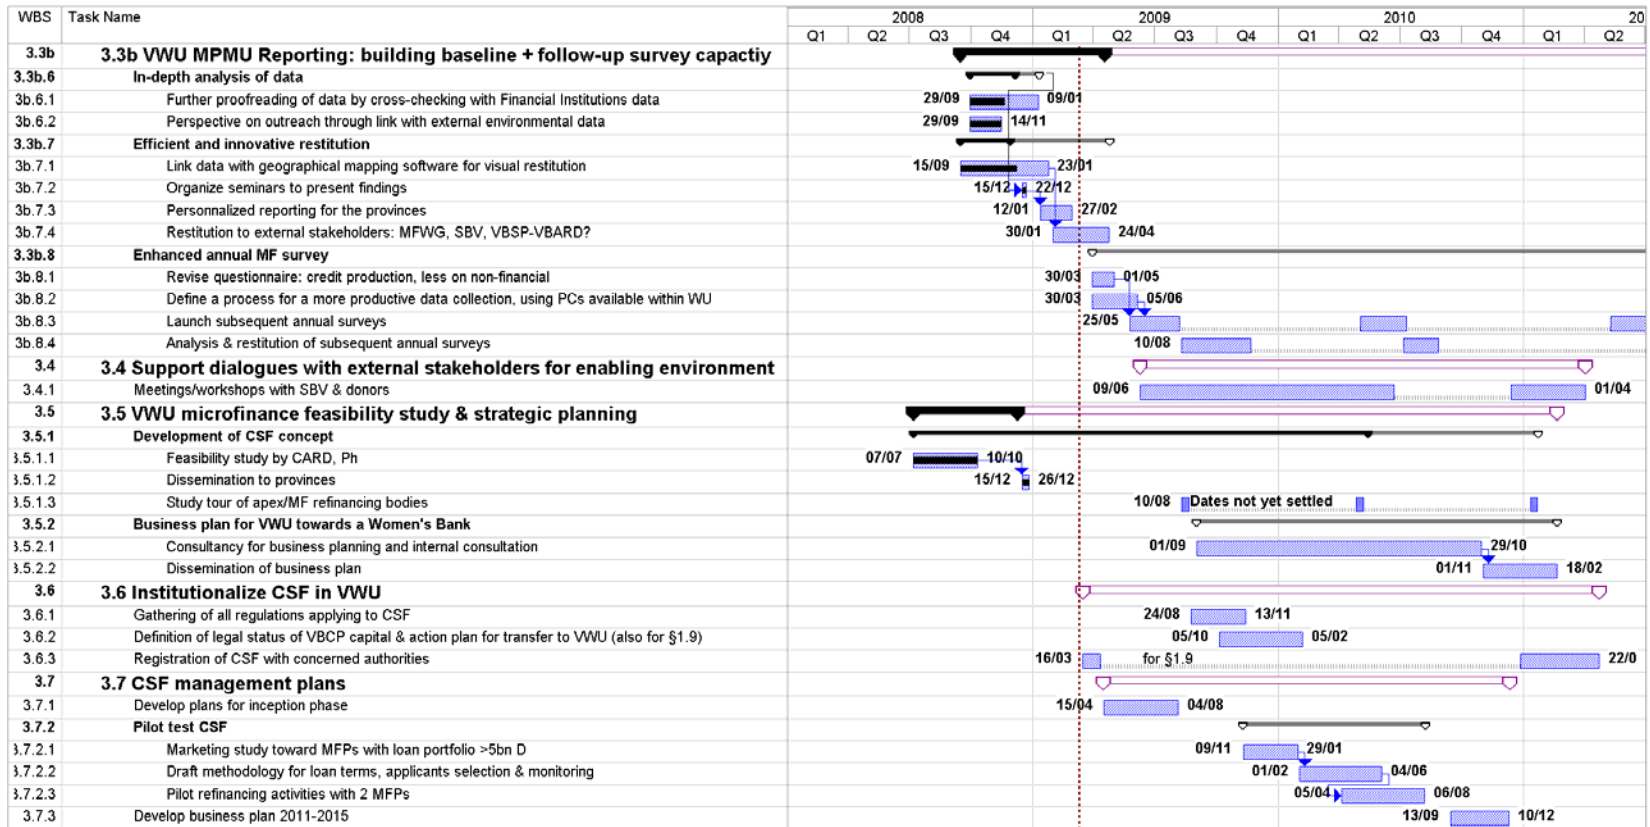 WBS Task Name 2008 2009 2010 20
Q1 Q2 Q3 Q4 Q1 Q2 Q3 Q4 Q1 Q2 Q3 Q4 Q1 Q2
3.3b 3.3b VWU MPMU Reporting: building baseline + follow-up survey capactiy
3.3b.6 In-depth analysis of data
3b.6.1 Further proofreading of data by cross-checking with Financial Institutions data 29/09 09/01
3b.6.2 Perspective on outreach through link with external environmental data 29/09 14/11
3.3b.7 Efficient and innovative restitution
3b.7.1 Link data with geographical mapping software for visual restitution 15/09 23/01
3b.7.2 Organize seminars to present findings 15/12 22/12
3b.7.3 Personnalized reporting for the provinces 12/01 27/02
3b.7.4 Restitution to external stakeholders: MFWG, SBV, VBSP-VBARD? 30/01 24/04
3.3b.8 Enhanced annual MF survey
3b.8.1 Revise questionnaire: credit production, less on non-financial 30/03 01/05
3b.8.2 Define a process for a more productive data collection, using PCs available within WU 30/03 05/06
3b.8.3 Launch subsequent annual surveys 25/05
3b.8.4 Analysis & restitution of subsequent annual surveys 10/08
3.4 3.4 Support dialogues with external stakeholders for enabling environment
3.4.1 Meetings/workshops with SBV & donors 09/06 01/04
3.5 3.5 VWU microfinance feasibility study & strategic planning
3.5.1 Development of CSF concept
3.5.1.1 Feasibility study by CARD, Ph 07/07 10/10
3.5.1.2 Dissemination to provinces 15/12 26/12
3.5.1.3 Study tour of apex/MF refinancing bodies 10/08 Dates not yet settled
3.5.2 Business plan for VWU towards a Women's Bank
3.5.2.1 Consultancy for business planning and internal consultation 01/09 29/10
3.5.2.2 Dissemination of business plan 01/11 18/02
3.6 3.6 Institutionalize CSF in VWU
3.6.1 Gathering of all regulations applying to CSF 24/08 13/11
3.6.2 Definition of legal status of VBCP capital & action plan for transfer to VWU (also for §1.9) 05/10 05/02
3.6.3 Registration of CSF with concerned authorities 16/03 for §1.9 22/0
3.7 3.7 CSF management plans
3.7.1 Develop plans for inception phase 15/04 04/08
3.7.2 Pilot test CSF
3.7.2.1 Marketing study toward MFPs with loan portfolio >5bn D 09/11 29/01
3.7.2.2 Draft methodology for loan terms, applicants selection & monitoring 01/02 04/06
3.7.2.3 Pilot refinancing activities with 2 MFPs 05/04 06/08
3.7.3 Develop business plan 2011-2015 13/09 10/12